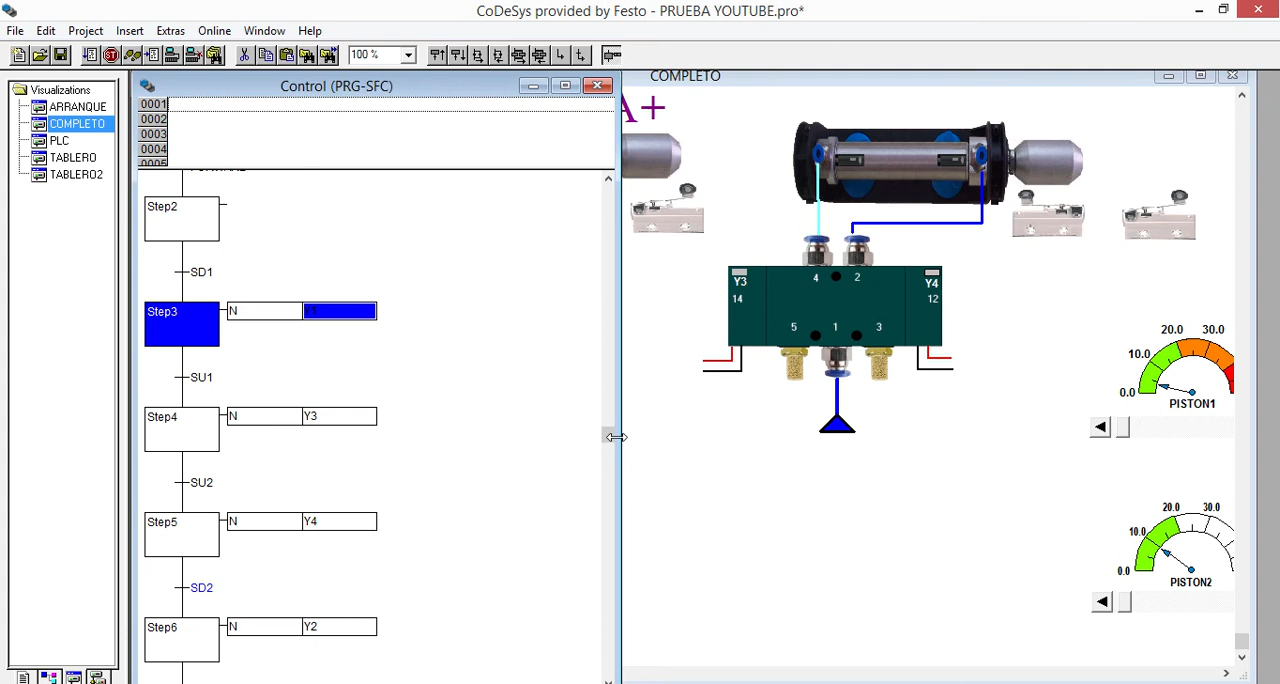 CoDeSys provided by Festo - PRUEBA YOUTUBE.pro*
File Edit Project Insert Extras Online Window Help
100 %
Visualizations
ARRANQUE
COMPLETO
PLC
TABLERO
TABLERO2
Control (PRG-SFC)
0001
0002
0003
0004
0005
Step2
SD1
Step3 N Y1
SU1
Step4 N Y3
SU2
Step5 N Y4
SD2
Step6 N Y2
COMPLETO
A+
Y3 4 2 Y4
14 12
5 1 3
20.0 30.0
10.0
0.0
PISTON1
20.0 30.0
10.0
0.0
PISTON2